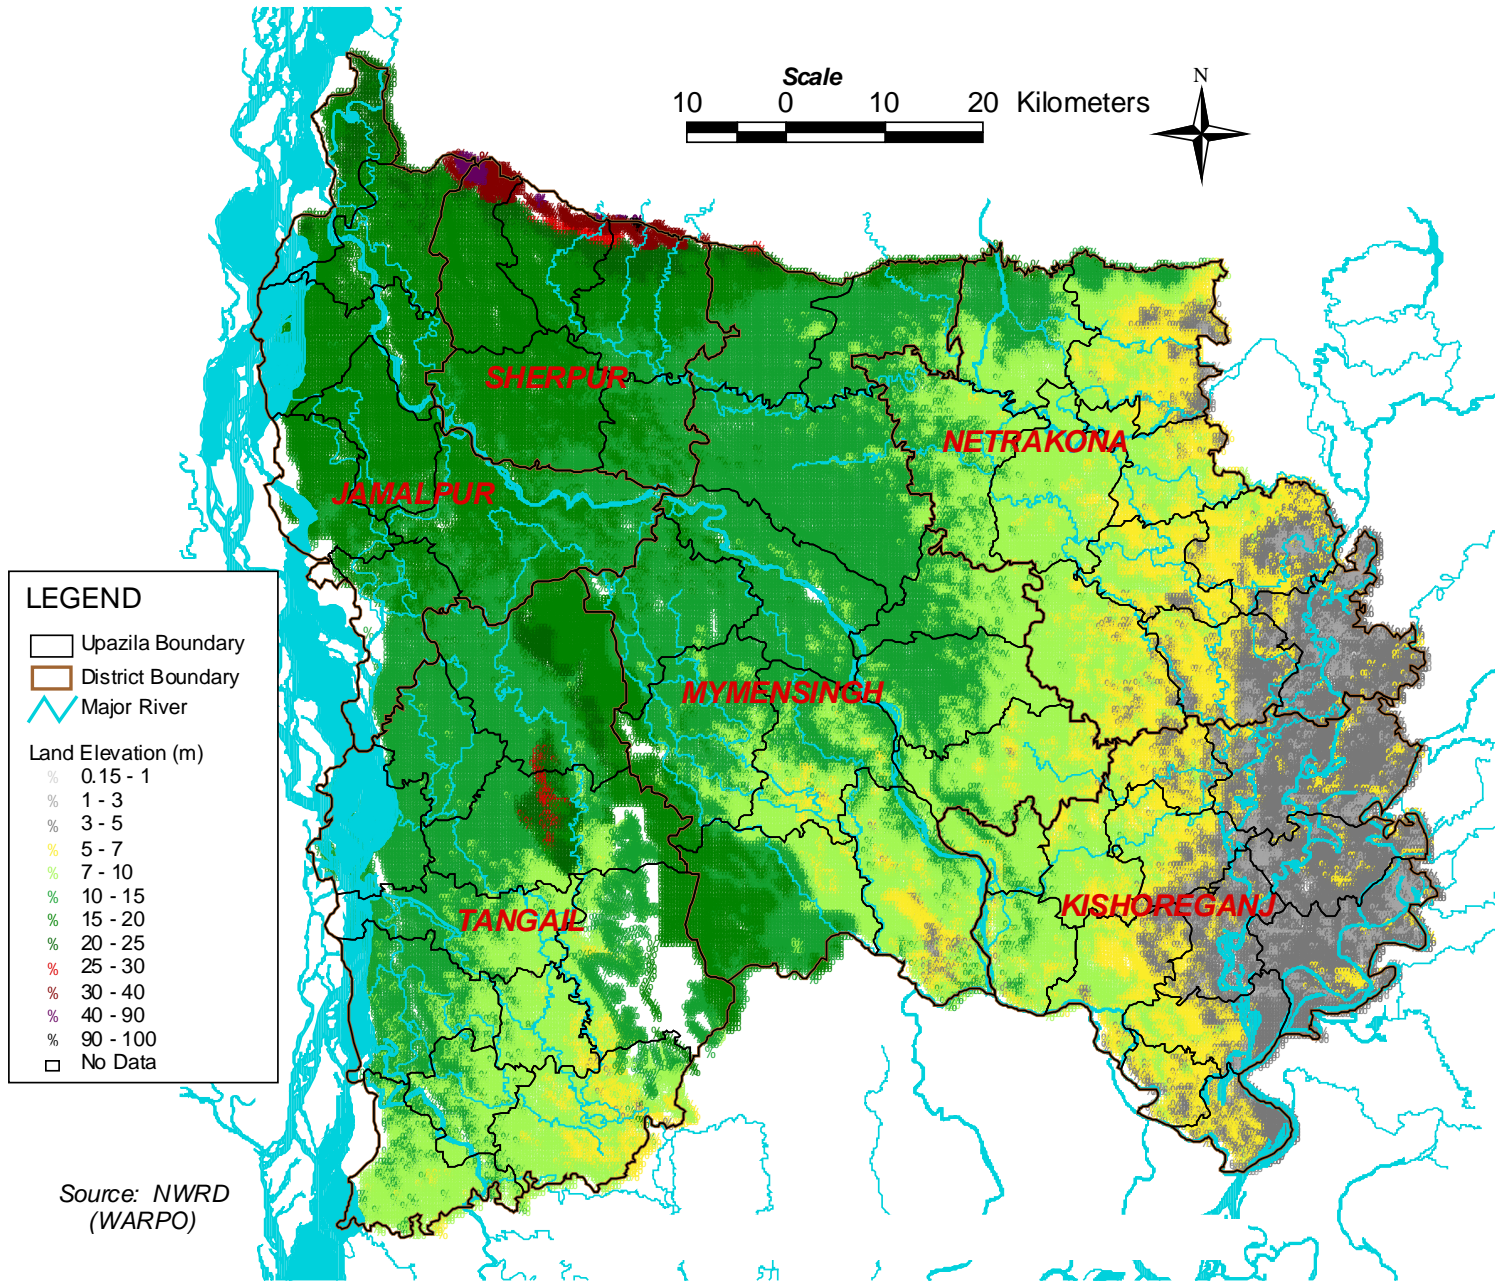 Scale
10 0 10 20 Kilometers
N
SHERPUR
NETRAKONA
JAMALPUR
MYMENSINGH
KISHOREGANJ
TANGAIL
LEGEND
Upazila Boundary
District Boundary
Major River
Land Elevation (m)
% 0.15 - 1
% 1 - 3
% 3 - 5
% 5 - 7
% 7 - 10
% 10 - 15
% 15 - 20
% 20 - 25
% 25 - 30
% 30 - 40
% 40 - 90
% 90 - 100
No Data
Source: NWRD
(WARPO)